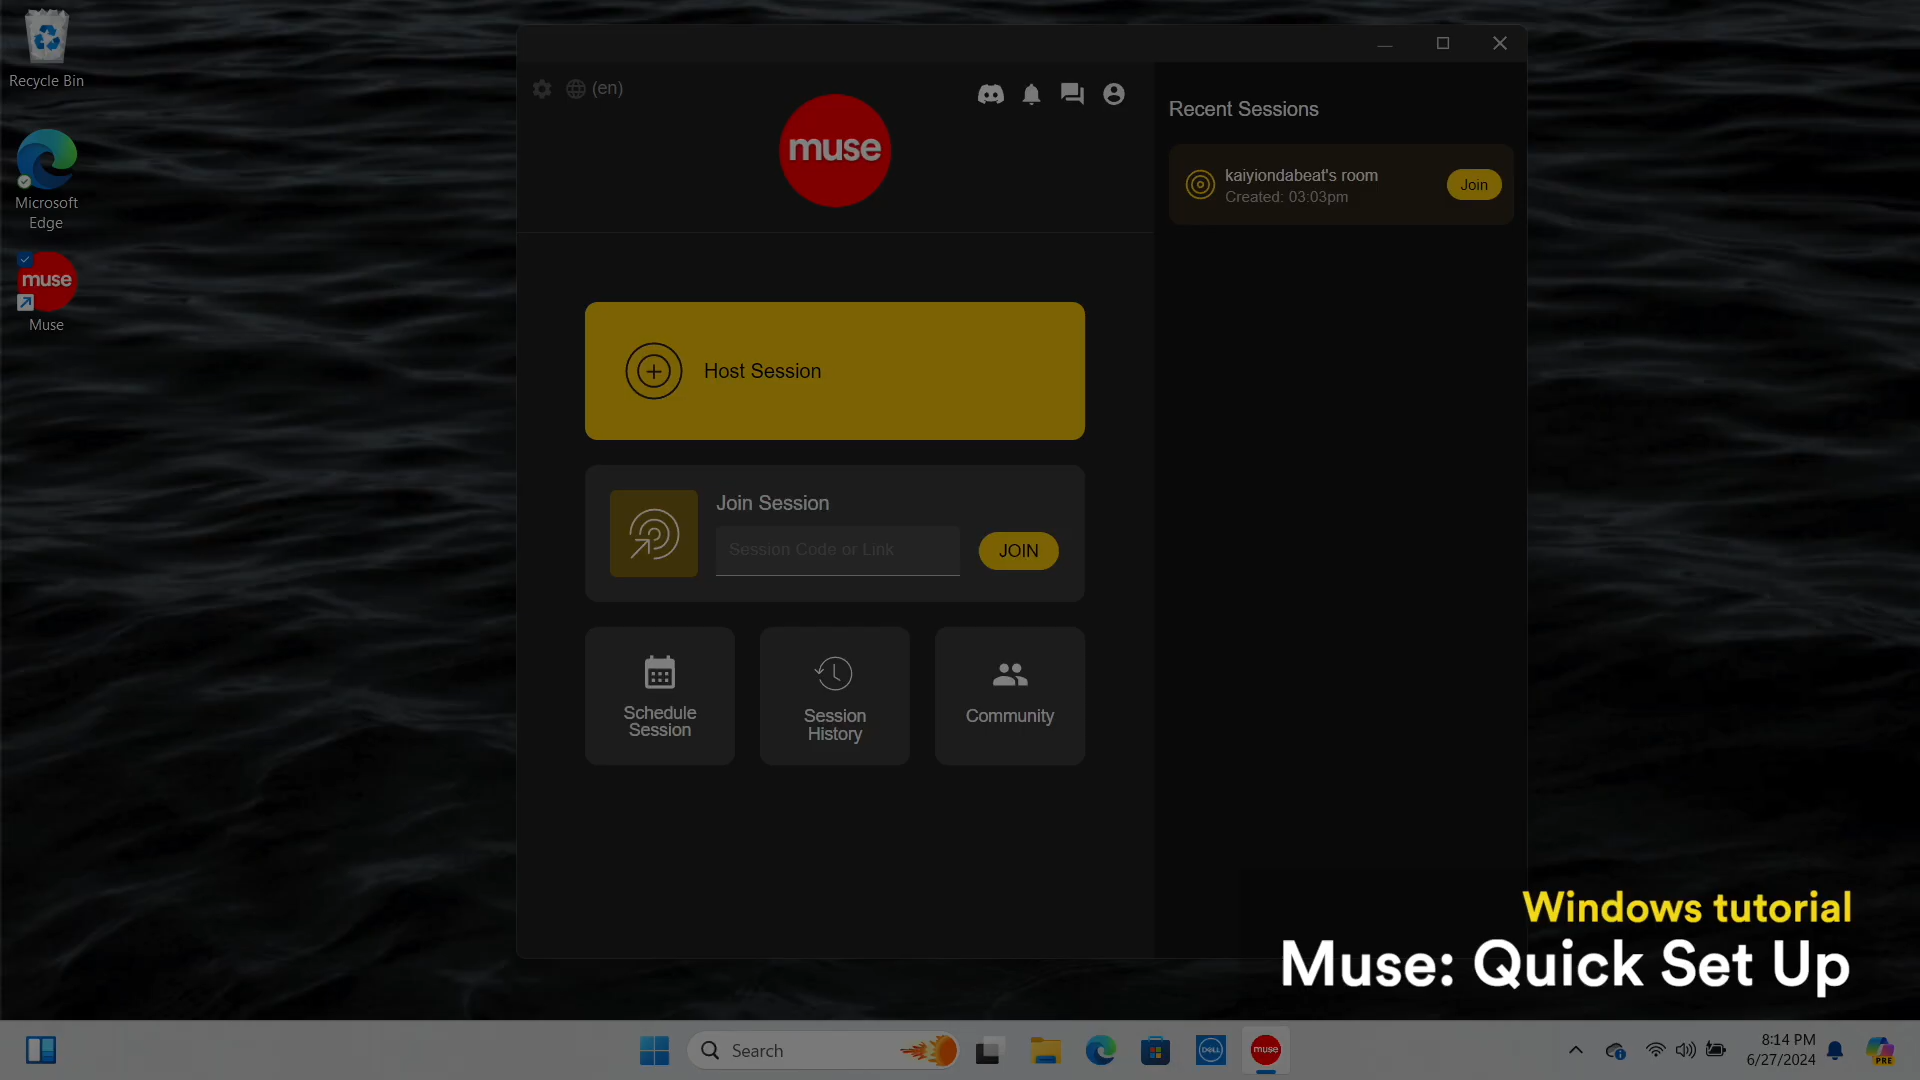 Recycle Bin
Microsoft
Edge
muse
Muse
(en)
muse
Recent Sessions
kaiyiondabeat's room
Created: 03:03pm
Join
Host Session
Join Session
Session Code or Link
JOIN
Schedule
Session
Session
History
Community
Windows tutorial
Muse: Quick Set Up
Search
DELL
muse
8:14 PM
6/27/2024
PRE